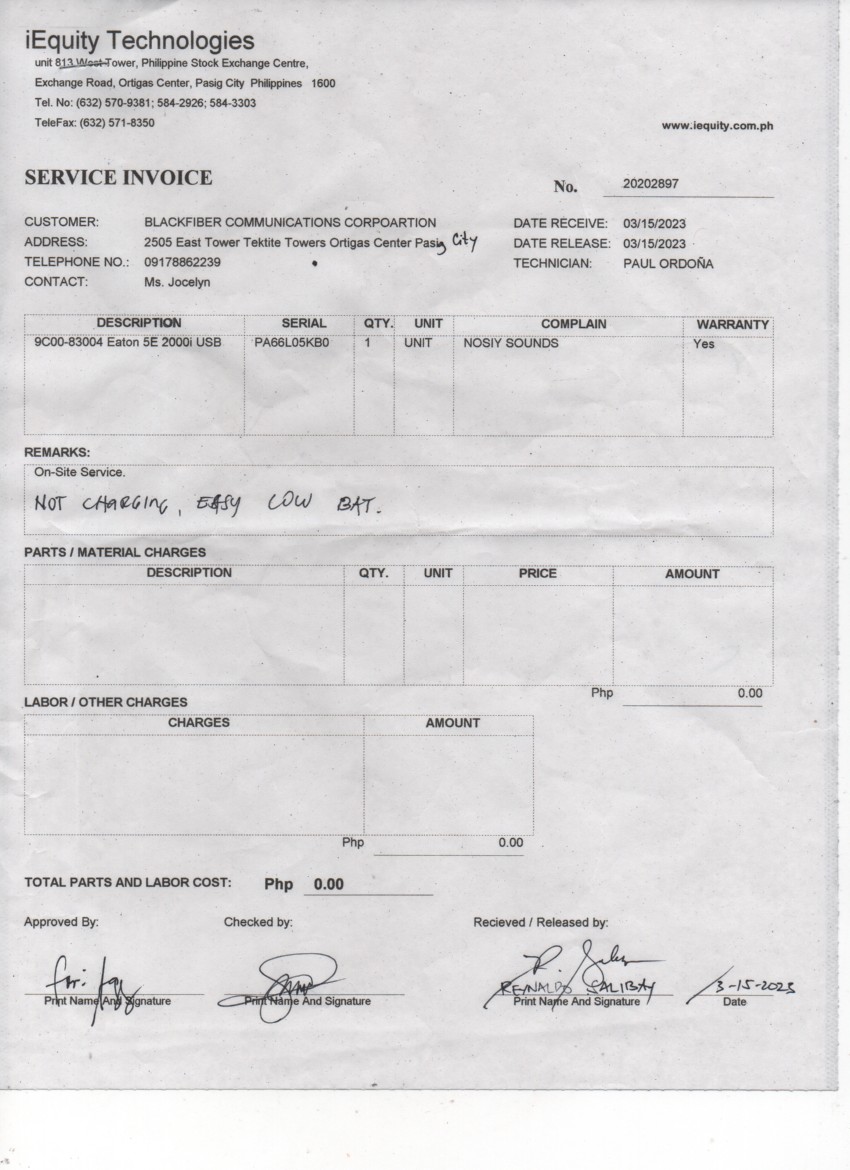 iEquity Technologies
unit 813 West Tower, Philippine Stock Exchange Centre,
Exchange Road, Ortigas Center, Pasig City Philippines 1600
Tel. No: (632) 570-9381; 584-2926; 584-3303
TeleFax: (632) 571-8350
www.iequity.com.ph
SERVICE INVOICE
No. 20202897
CUSTOMER: BLACKFIBER COMMUNICATIONS CORPOARTION DATE RECEIVE: 03/15/2023
ADDRESS: 2505 East Tower Tektite Towers Ortigas Center Pasig City DATE RELEASE: 03/15/2023
TELEPHONE NO.: 09178862239 TECHNICIAN: PAUL ORDOÑA
CONTACT: Ms. Jocelyn
DESCRIPTION SERIAL QTY. UNIT COMPLAIN WARRANTY
9C00-83004 Eaton 5E 2000i USB PA66L05KB0 1 UNIT NOSIY SOUNDS Yes
REMARKS:
On-Site Service.
NOT CHARGING, EASY LOW BAT.
PARTS / MATERIAL CHARGES
DESCRIPTION QTY. UNIT PRICE AMOUNT
Php 0.00
LABOR / OTHER CHARGES
CHARGES AMOUNT
Php 0.00
TOTAL PARTS AND LABOR COST: Php 0.00
Approved By: Checked by: Recieved / Released by:
REYNALDO SALIBAY 3-15-2023
Print Name And Signature Print Name And Signature Print Name And Signature Date